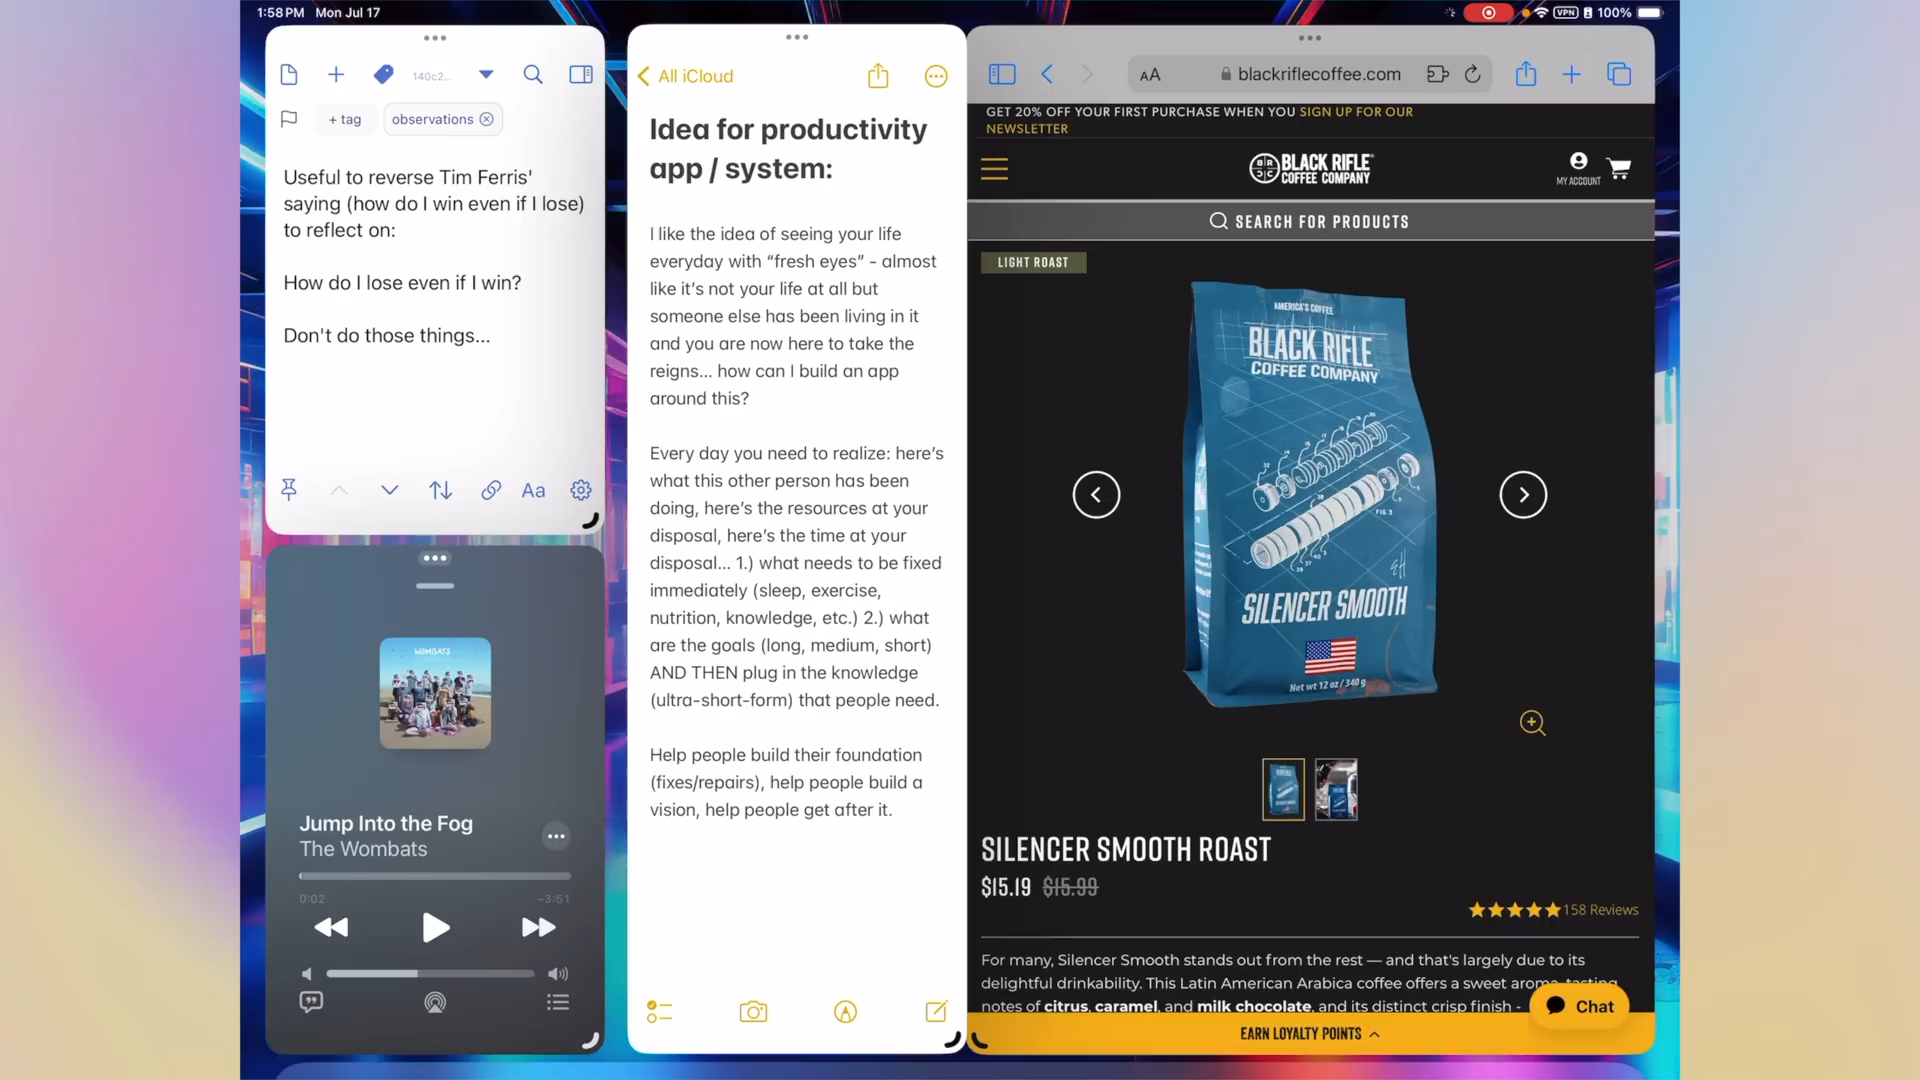 1:58 PM Mon Jul 17
VPN 100%
140c2...
+ tag
observations
Useful to reverse Tim Ferris'
saying (how do I win even if I lose)
to reflect on:
How do I lose even if I win?
Don't do those things...
Aa
WOMBATS
Jump Into the Fog
The Wombats
0:02
−3:51
All iCloud
Idea for productivity
app / system:
I like the idea of seeing your life
everyday with “fresh eyes” - almost
like it’s not your life at all but
someone else has been living in it
and you are now here to take the
reigns... how can I build an app
around this?
Every day you need to realize: here’s
what this other person has been
doing, here’s the resources at your
disposal, here’s the time at your
disposal... 1.) what needs to be fixed
immediately (sleep, exercise,
nutrition, knowledge, etc.) 2.) what
are the goals (long, medium, short)
AND THEN plug in the knowledge
(ultra-short-form) that people need.
Help people build their foundation
(fixes/repairs), help people build a
vision, help people get after it.
AA
blackriflecoffee.com
GET 20% OFF YOUR FIRST PURCHASE WHEN YOU SIGN UP FOR OUR
NEWSLETTER
BLACK RIFLE
COFFEE COMPANY
MY ACCOUNT
SEARCH FOR PRODUCTS
LIGHT ROAST
AMERICA'S COFFEE
BLACK RIFLE
COFFEE COMPANY
FIG. 3
SILENCER SMOOTH
Net wt 12 oz / 340 g
SILENCER SMOOTH ROAST
$15.19 $15.99
158 Reviews
For many, Silencer Smooth stands out from the rest — and that's largely due to its
delightful drinkability. This Latin American Arabica coffee offers a sweet aroma, tasting
notes of citrus, caramel, and milk chocolate, and its distinct crisp finish -
Chat
EARN LOYALTY POINTS